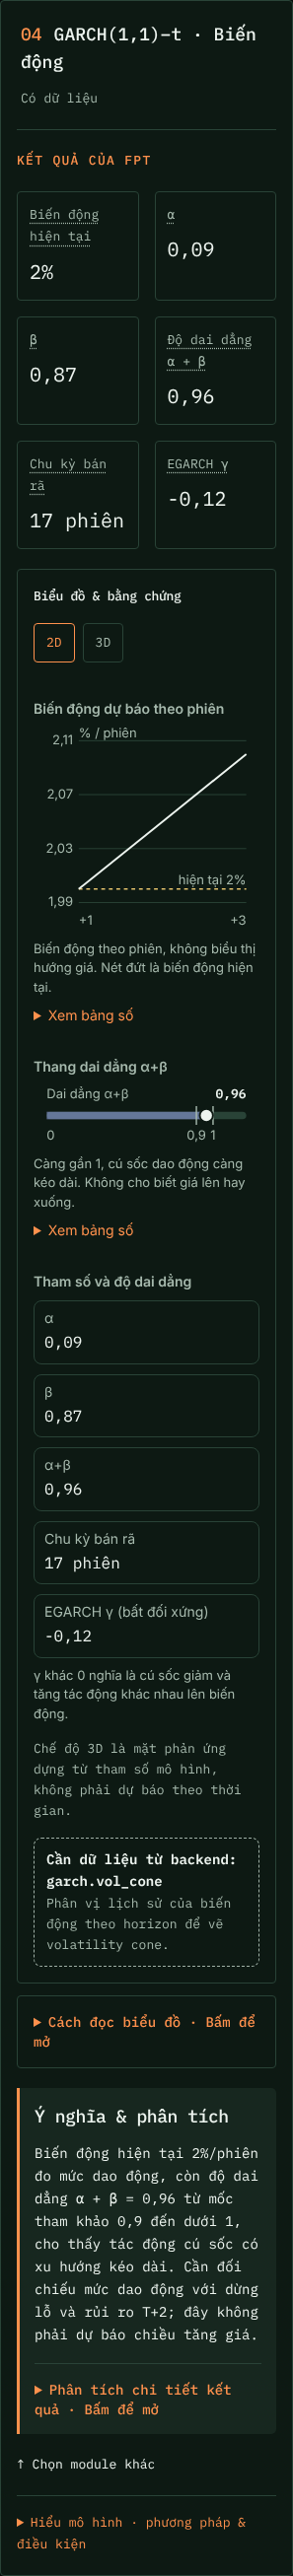 04 GARCH(1,1)-t · Biến
động
Có dữ liệu
KẾT QUẢ CỦA FPT
Biến động
hiện tại
2%
α
0,09
β
0,87
Độ dai dẳng
α + β
0,96
Chu kỳ bán
rã
17 phiên
EGARCH γ
-0,12
Biểu đồ & bằng chứng
2D
3D
Biến động dự báo theo phiên
% / phiên
2,11
2,07
2,03
hiện tại 2%
1,99
+1
+3
Biến động theo phiên, không biểu thị
hướng giá. Nét đứt là biến động hiện
tại.
▶ Xem bảng số
Thang dai dẳng α+β
Dai dẳng α+β
0,96
0
0,9
1
Càng gần 1, cú sốc dao động càng
kéo dài. Không cho biết giá lên hay
xuống.
▶ Xem bảng số
Tham số và độ dai dẳng
α
0,09
β
0,87
α+β
0,96
Chu kỳ bán rã
17 phiên
EGARCH γ (bất đối xứng)
-0,12
γ khác 0 nghĩa là cú sốc giảm và
tăng tác động khác nhau lên biến
động.
Chế độ 3D là mặt phản ứng
dựng từ tham số mô hình,
không phải dự báo theo thời
gian.
Cần dữ liệu từ backend:
garch.vol_cone
Phân vị lịch sử của biến
động theo horizon để vẽ
volatility cone.
▶ Cách đọc biểu đồ · Bấm để
mở
Ý nghĩa & phân tích
Biến động hiện tại 2%/phiên
đo mức dao động, còn độ dai
dẳng α + β = 0,96 từ mốc
tham khảo 0,9 đến dưới 1,
cho thấy tác động cú sốc có
xu hướng kéo dài. Cần đối
chiếu mức dao động với dừng
lỗ và rủi ro T+2; đây không
phải dự báo chiều tăng giá.
▶ Phân tích chi tiết kết
quả · Bấm để mở
↑ Chọn module khác
▶ Hiểu mô hình · phương pháp &
điều kiện